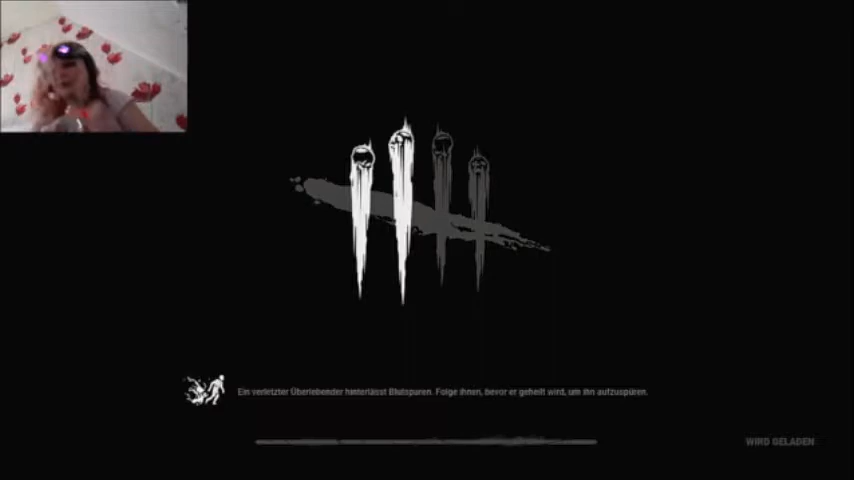 Ein verletzter Überlebender hinterlässt Blutspuren. Folge ihnen, bevor er geheilt wird, um ihn aufzuspüren.
WIRD GELADEN